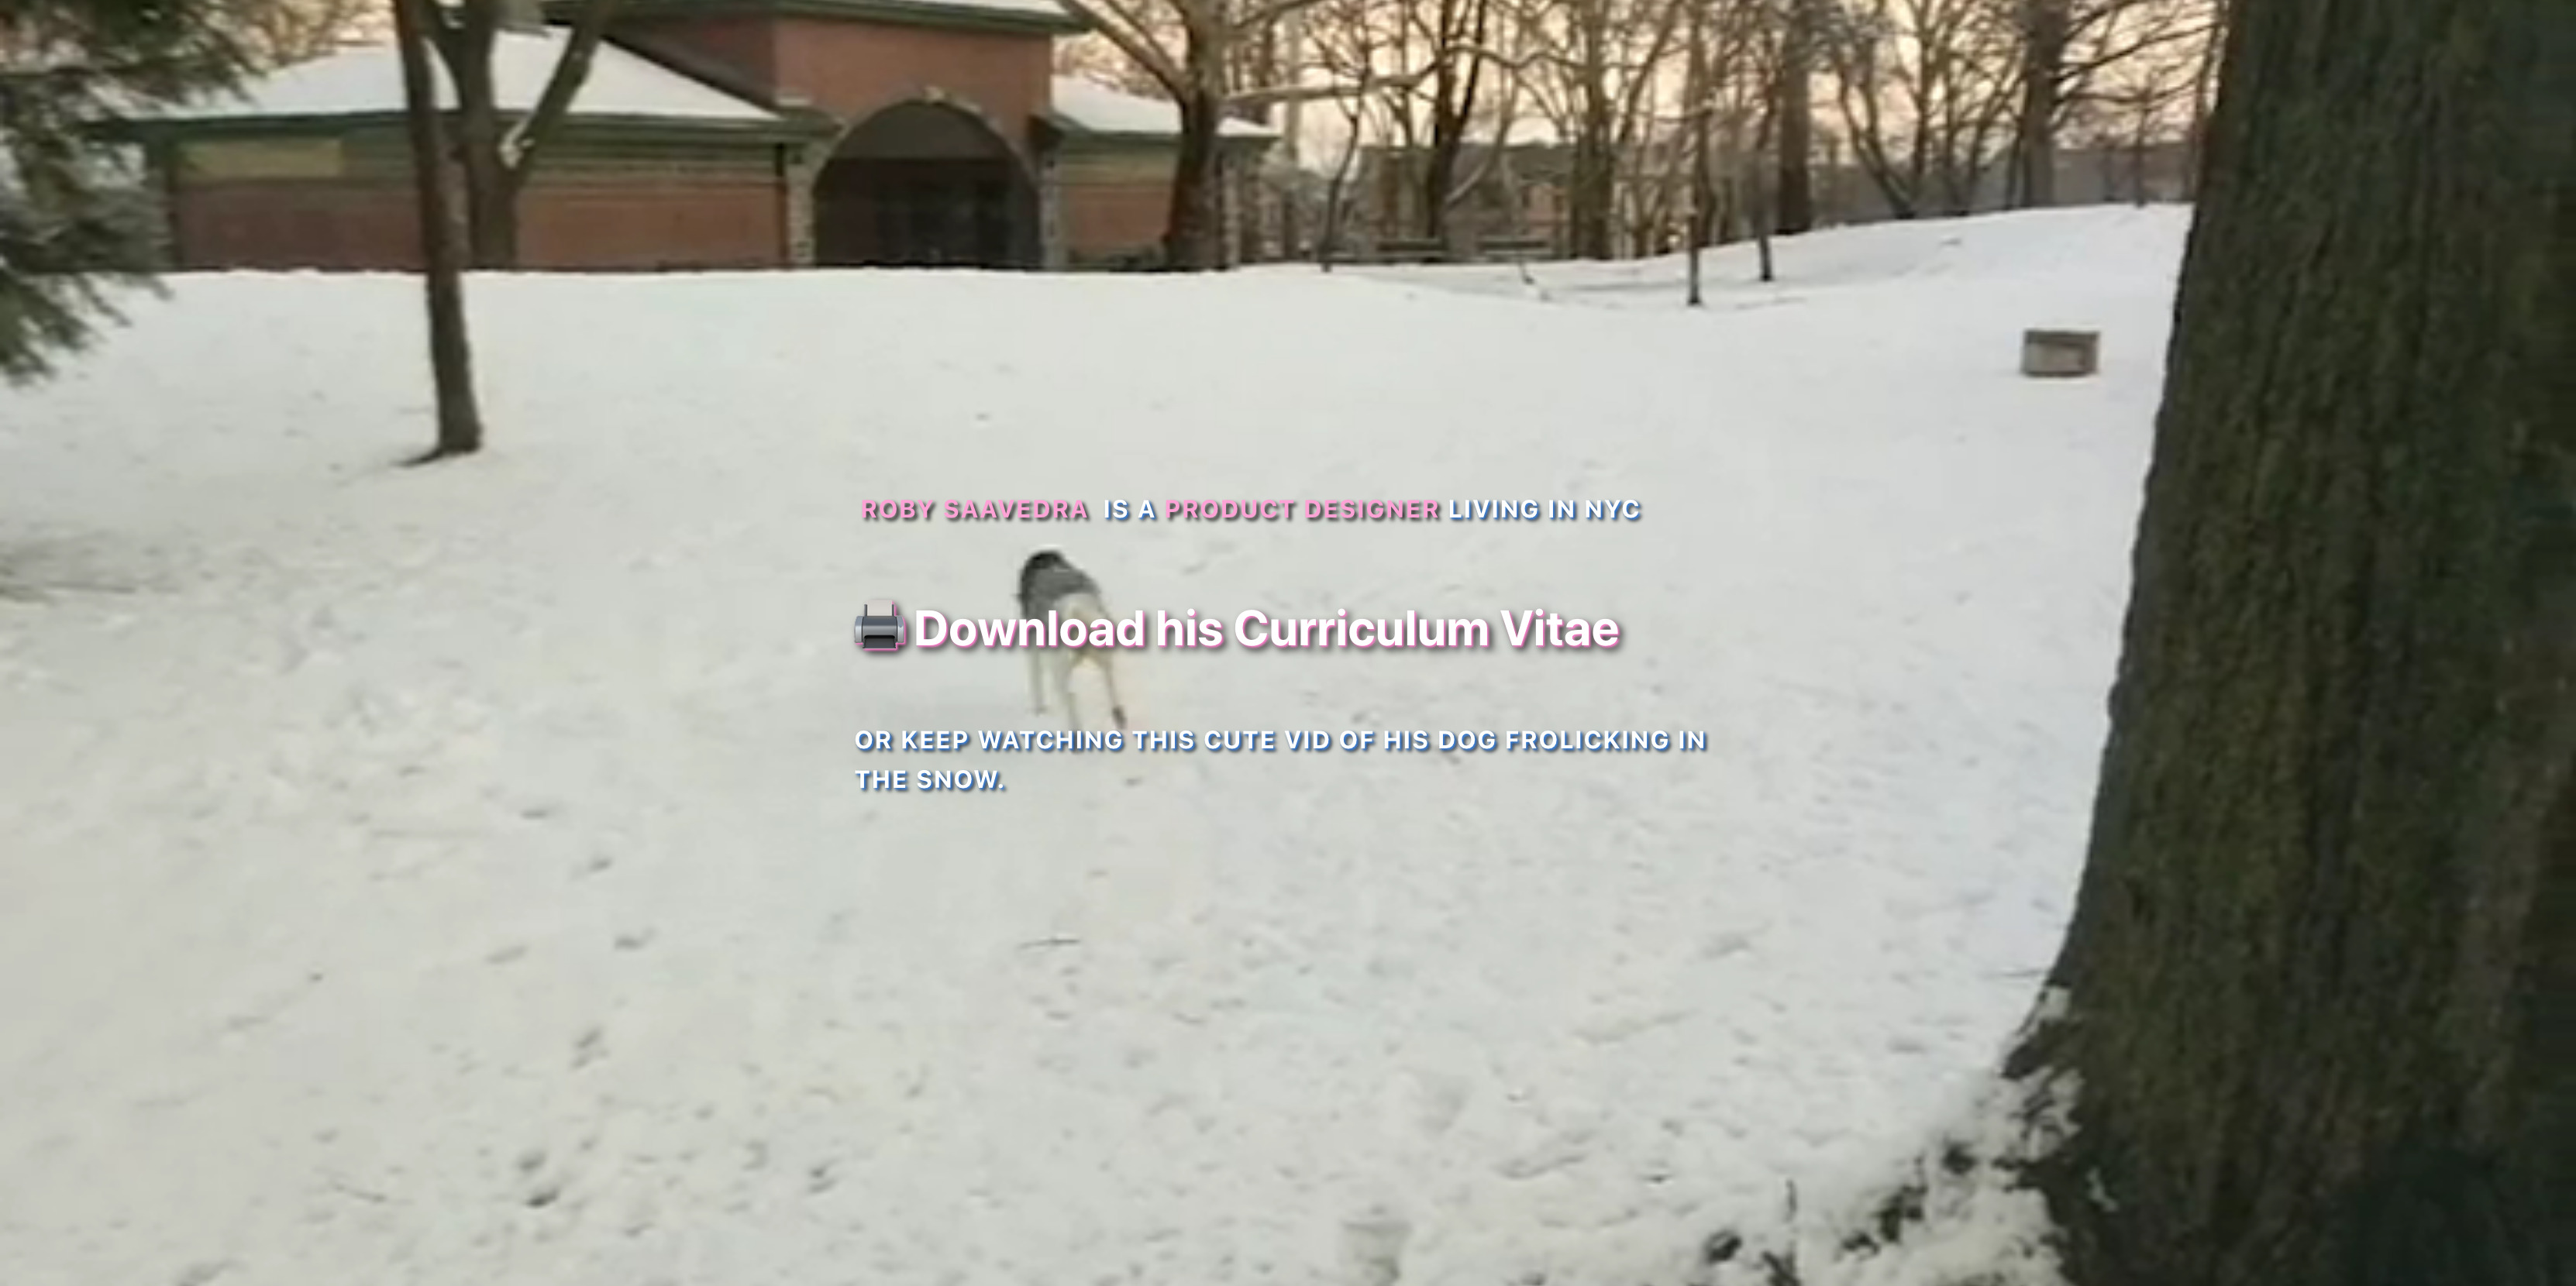 ROBY SAAVEDRA IS A PRODUCT DESIGNER LIVING IN NYC
🖨️Download his Curriculum Vitae
OR KEEP WATCHING THIS CUTE VID OF HIS DOG FROLICKING IN
THE SNOW.